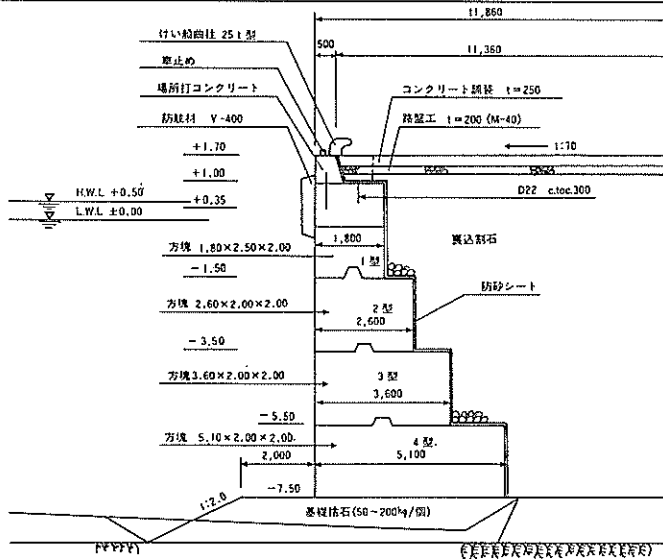 11,860
けい船曲柱 25t型
500
11,360
車止め
場所打コンクリート
コンクリート舗装 t=250
防舷材 V-400
路盤工 t=200 (M-40)
+1.70
1:70
+1.00
H.W.L +0.50
+0.35
D22 c.toc.300
L.W.L ±0.00
1,800
裏込割石
方塊 1.80×2.50×2.00
1型
-1.50
防砂シート
方塊 2.60×2.00×2.00
2型
2,600
-3.50
方塊3.60×2.00×2.00
3型
3,600
-5.50
方塊 5.10×2.00×2.00
4型
2,000
5,100
1:2.0
-7.50
基礎捨石(50~200kg/個)